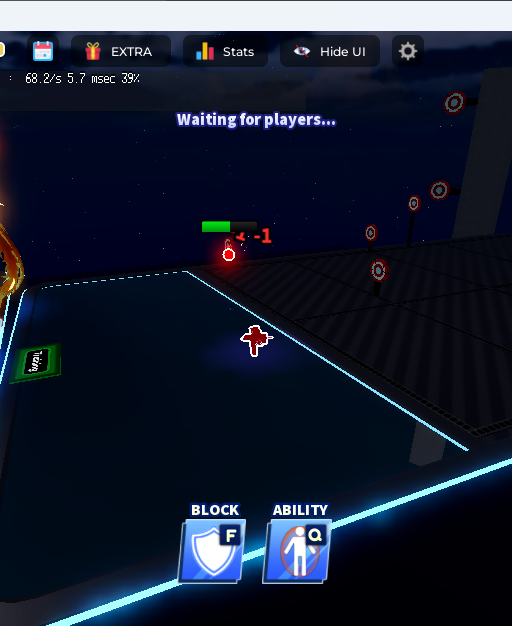 EXTRA
Stats
Hide UI
: 68.2/s 5.7 msec 39%
Waiting for players...
-1
BLOCK
ABILITY
F
Q